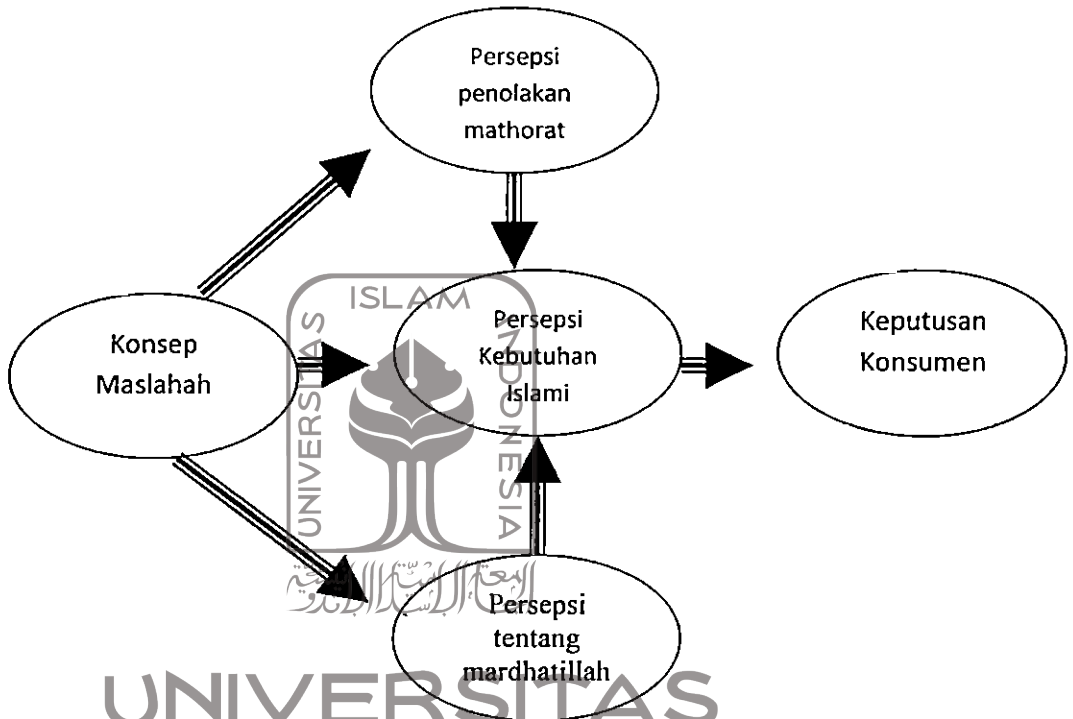 Persepsi
penolakan
mathorat
Konsep
Maslahah
Persepsi
Kebutuhan
Islami
Keputusan
Konsumen
Persepsi
tentang
mardhatillah
ISLAM
UNIVERSITAS
INDONESIA
UNIVERSITAS